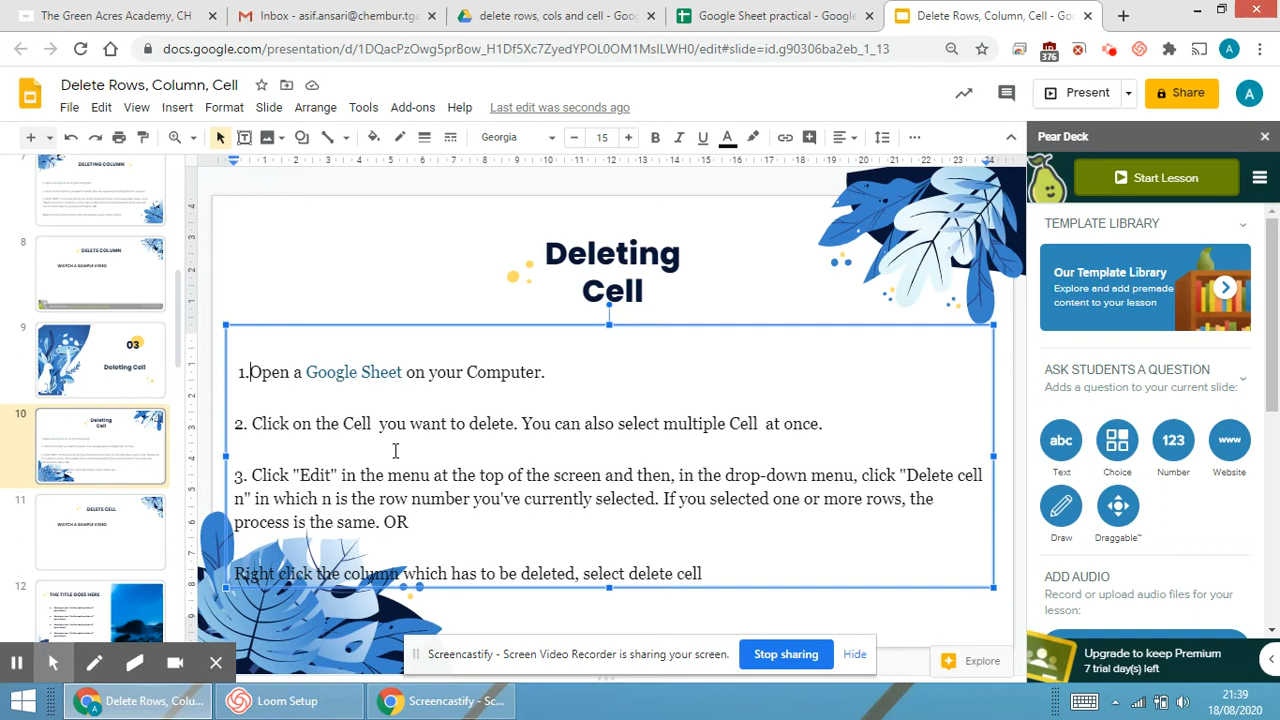 The Green Acres Academy, CH
Inbox - asif.ansari@chembur.tga
delete rows, cols and cell - Goo
Google Sheet practical - Google
Delete Rows, Column, Cell - Goo
docs.google.com/presentation/d/1DQacPzOwg5prBow_H1Df5Xc7ZyedYPOL0OM1MsILWH0/edit#slide=id.g90306ba2eb_1_13
376
A
Delete Rows, Column, Cell
File Edit View Insert Format Slide Arrange Tools Add-ons Help Last edit was seconds ago
Present
Share
A
Georgia
15
Pear Deck
Start Lesson
TEMPLATE LIBRARY
Our Template Library
Explore and add premade
content to your lesson
ASK STUDENTS A QUESTION
Adds a question to your current slide:
abc
123
www
Text
Choice
Number
Website
Draw
Draggable™
ADD AUDIO
Record or upload audio files for your
lesson:
Upgrade to keep Premium
7 trial day(s) left
7
DELETING COLUMN
8
DELETE COLUMN
WATCH A SAMPLE VIDEO
9
03
Deleting Cell
10
Deleting
Cell
11
DELETE CELL
WATCH A SAMPLE VIDEO
12
THE TITLE GOES HERE
Deleting
Cell
1.Open a Google Sheet on your Computer.
2. Click on the Cell  you want to delete. You can also select multiple Cell  at once.
3. Click "Edit" in the menu at the top of the screen and then, in the drop-down menu, click "Delete cell
n" in which n is the row number you've currently selected. If you selected one or more rows, the
process is the same. OR
Right click the column which has to be deleted, select delete cell
Screencastify - Screen Video Recorder is sharing your screen.
Stop sharing
Hide
Explore
Delete Rows, Colu...
Loom Setup
Screencastify - Sc...
21:39
18/08/2020